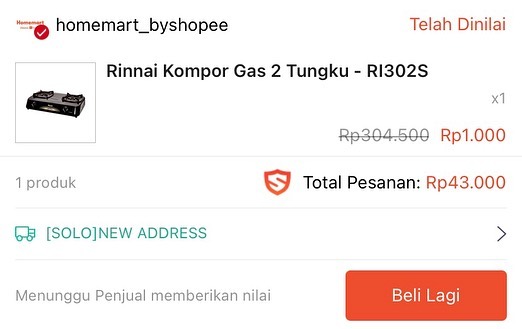 Homemart
homemart_byshopee
Telah Dinilai
Rinnai Kompor Gas 2 Tungku - RI302S
x1
Rp304.500 Rp1.000
1 produk
Total Pesanan: Rp43.000
[SOLO]NEW ADDRESS
Menunggu Penjual memberikan nilai
Beli Lagi